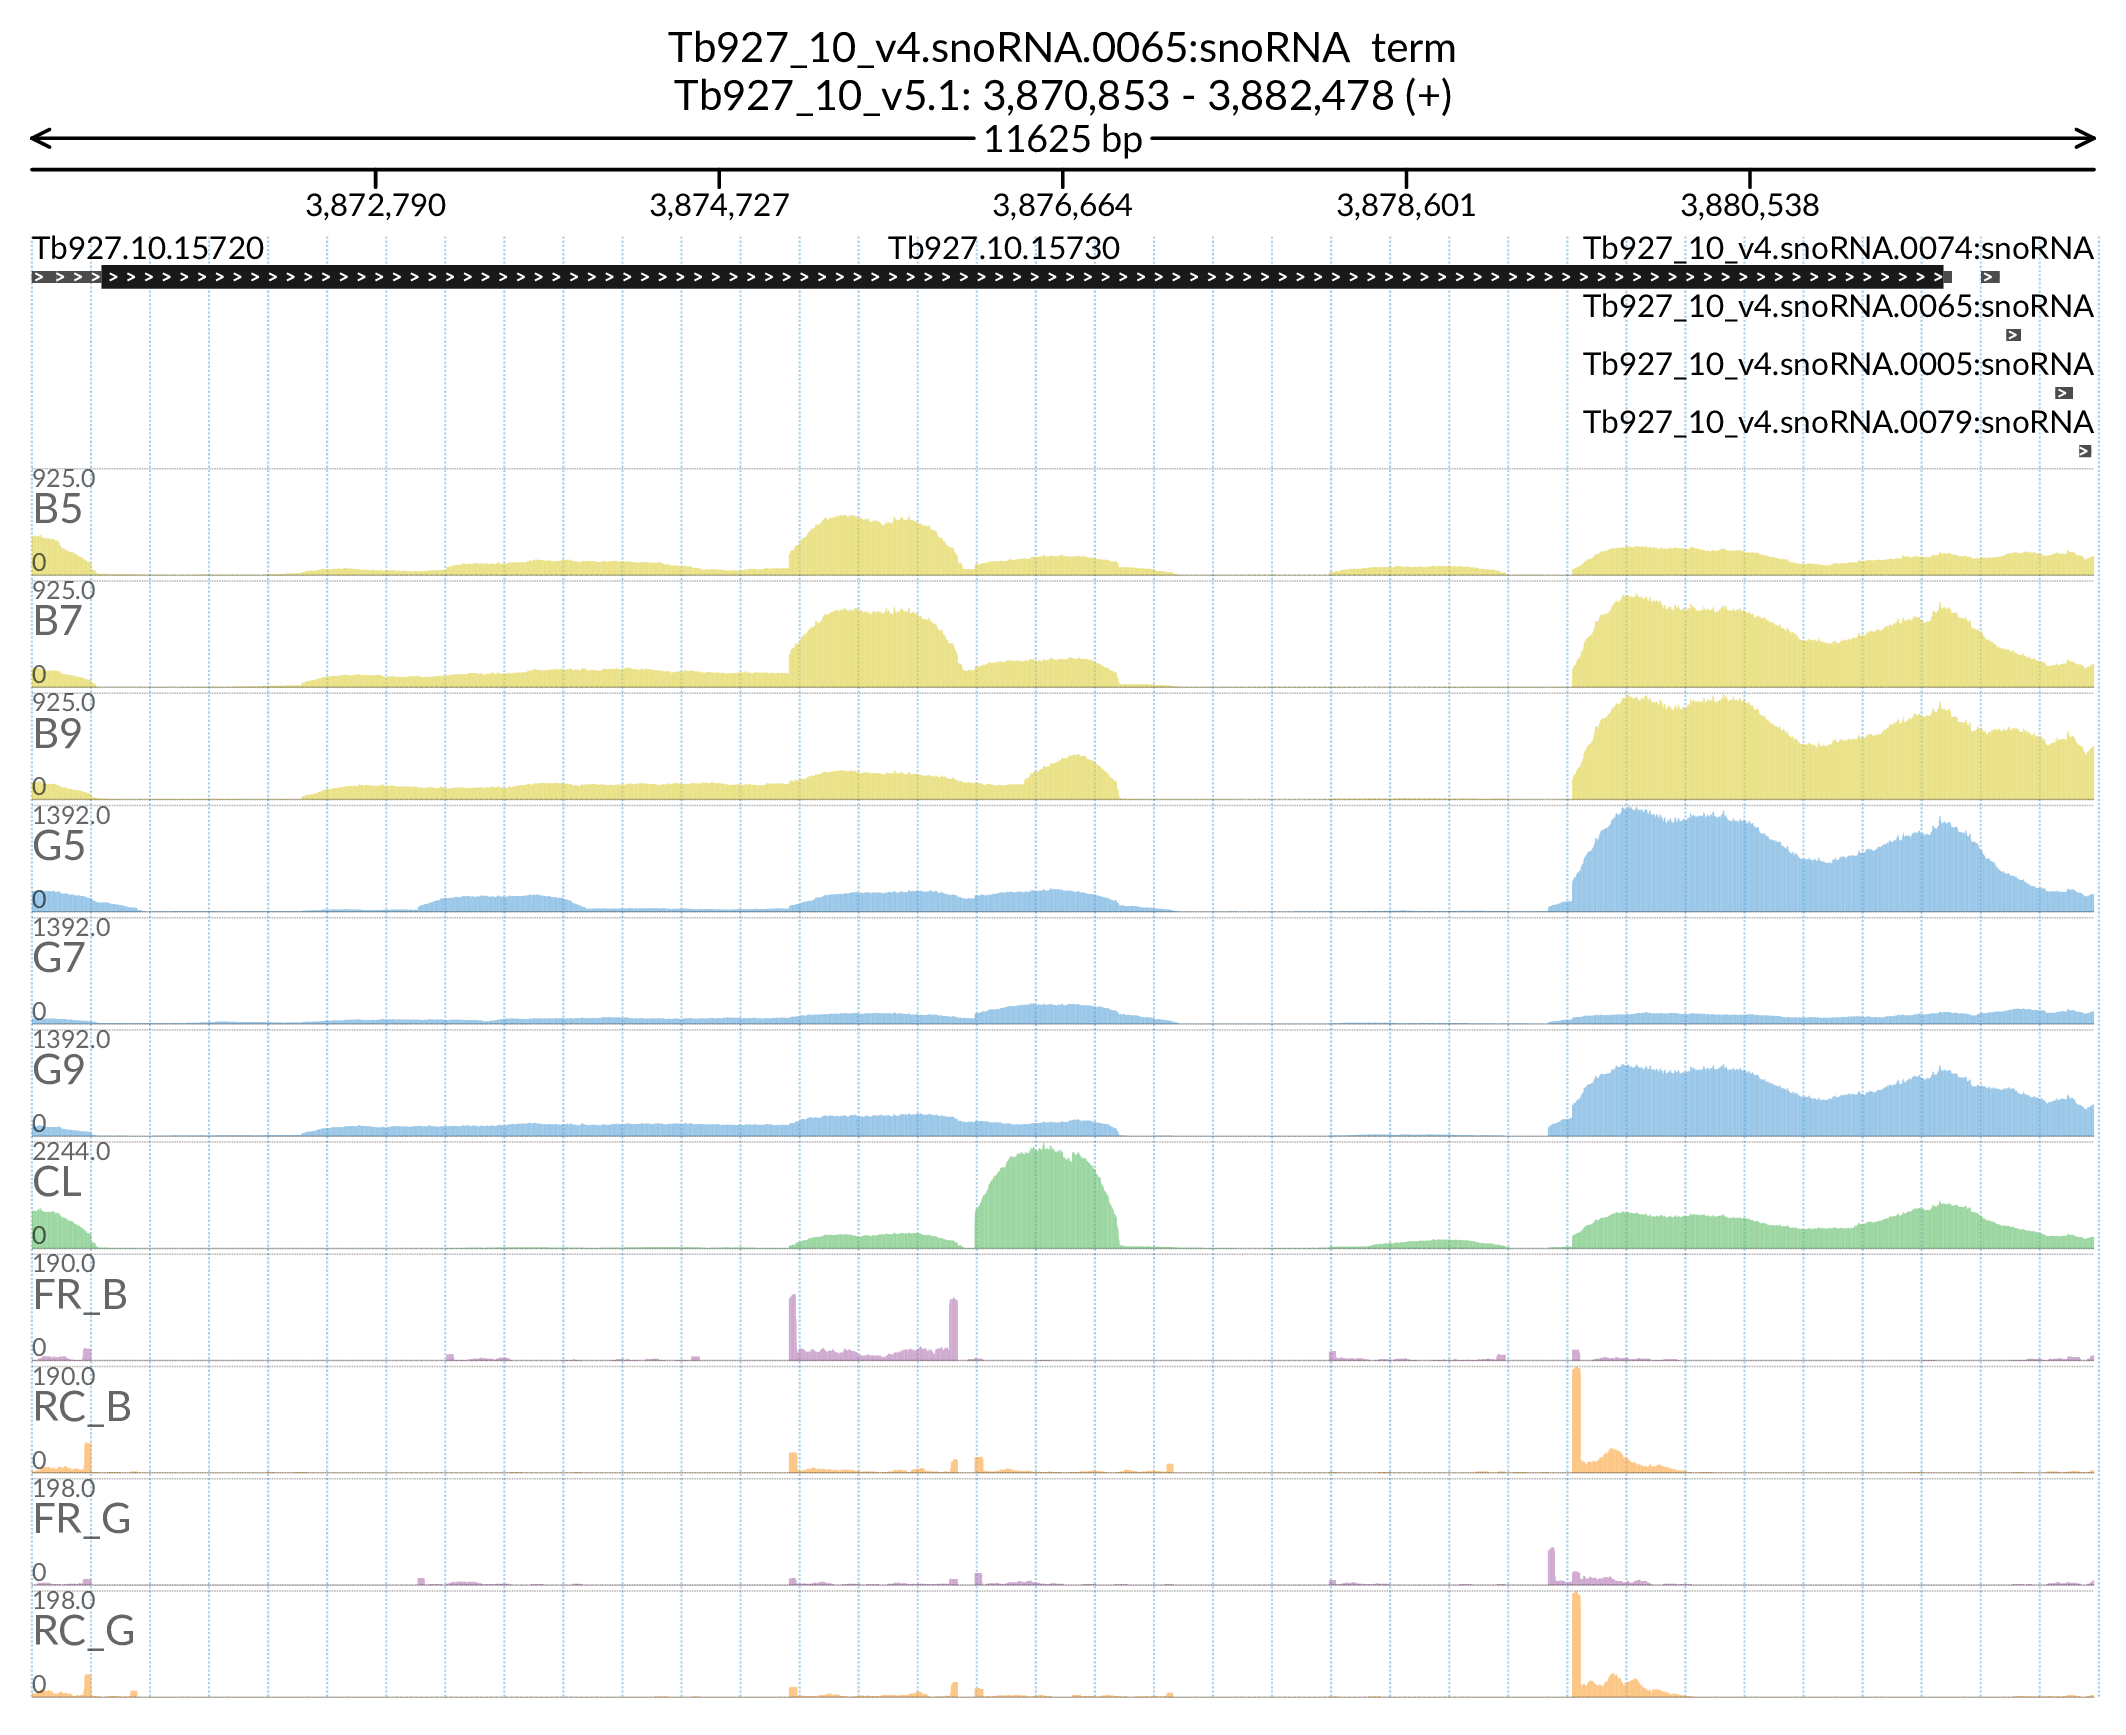 Tb927_10_v4.snoRNA.0065:snoRNA term
Tb927_10_v5.1: 3,870,853 - 3,882,478 (+)
11625 bp
3,872,790 3,874,727 3,876,664 3,878,601 3,880,538
Tb927.10.15720 Tb927.10.15730 Tb927_10_v4.snoRNA.0074:snoRNA
Tb927_10_v4.snoRNA.0065:snoRNA
Tb927_10_v4.snoRNA.0005:snoRNA
Tb927_10_v4.snoRNA.0079:snoRNA
925.0
B5
0
925.0
B7
0
925.0
B9
0
1392.0
G5
0
1392.0
G7
0
1392.0
G9
0
2244.0
CL
0
190.0
FR_B
0
190.0
RC_B
0
198.0
FR_G
0
198.0
RC_G
0